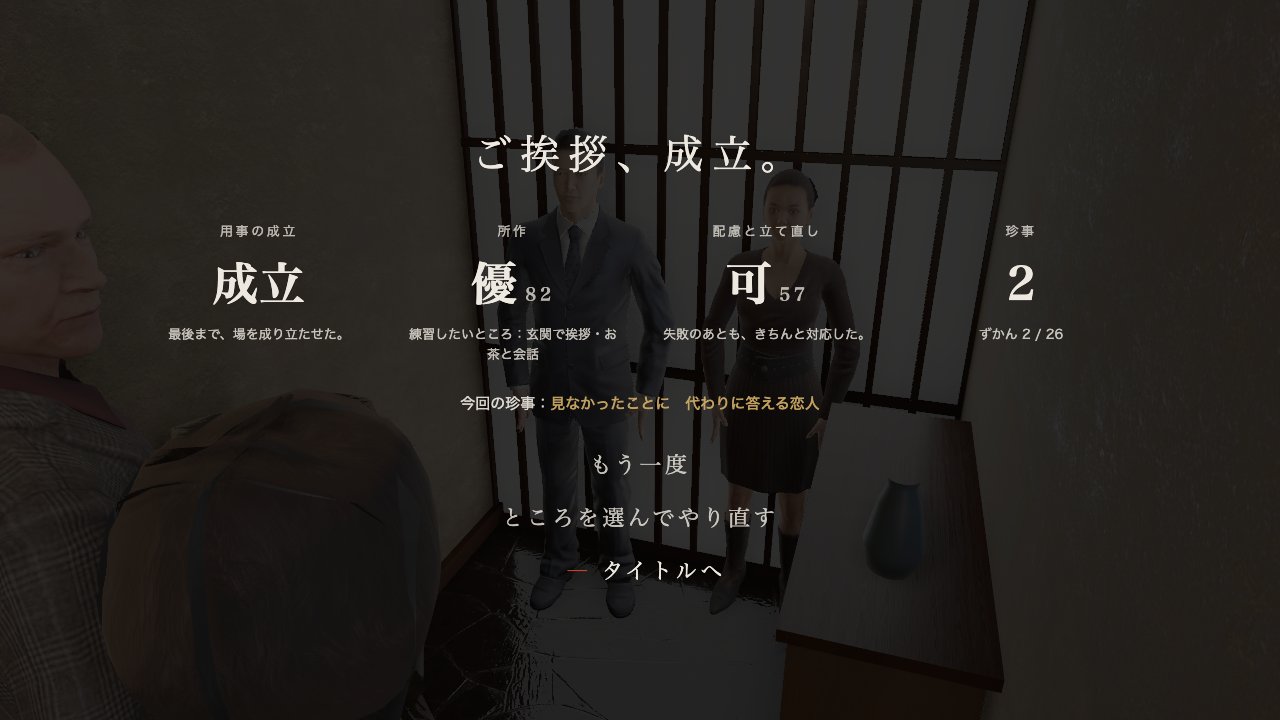 ご挨拶、成立。
用事の成立
所作
配慮と立て直し
珍事
成立
優 82
可 57
2
最後まで、場を成り立たせた。
練習したいところ：玄関で挨拶・お
茶と会話
失敗のあとも、きちんと対応した。
ずかん 2 / 26
今回の珍事：見なかったことに　代わりに答える恋人
もう一度
ところを選んでやり直す
— タイトルへ